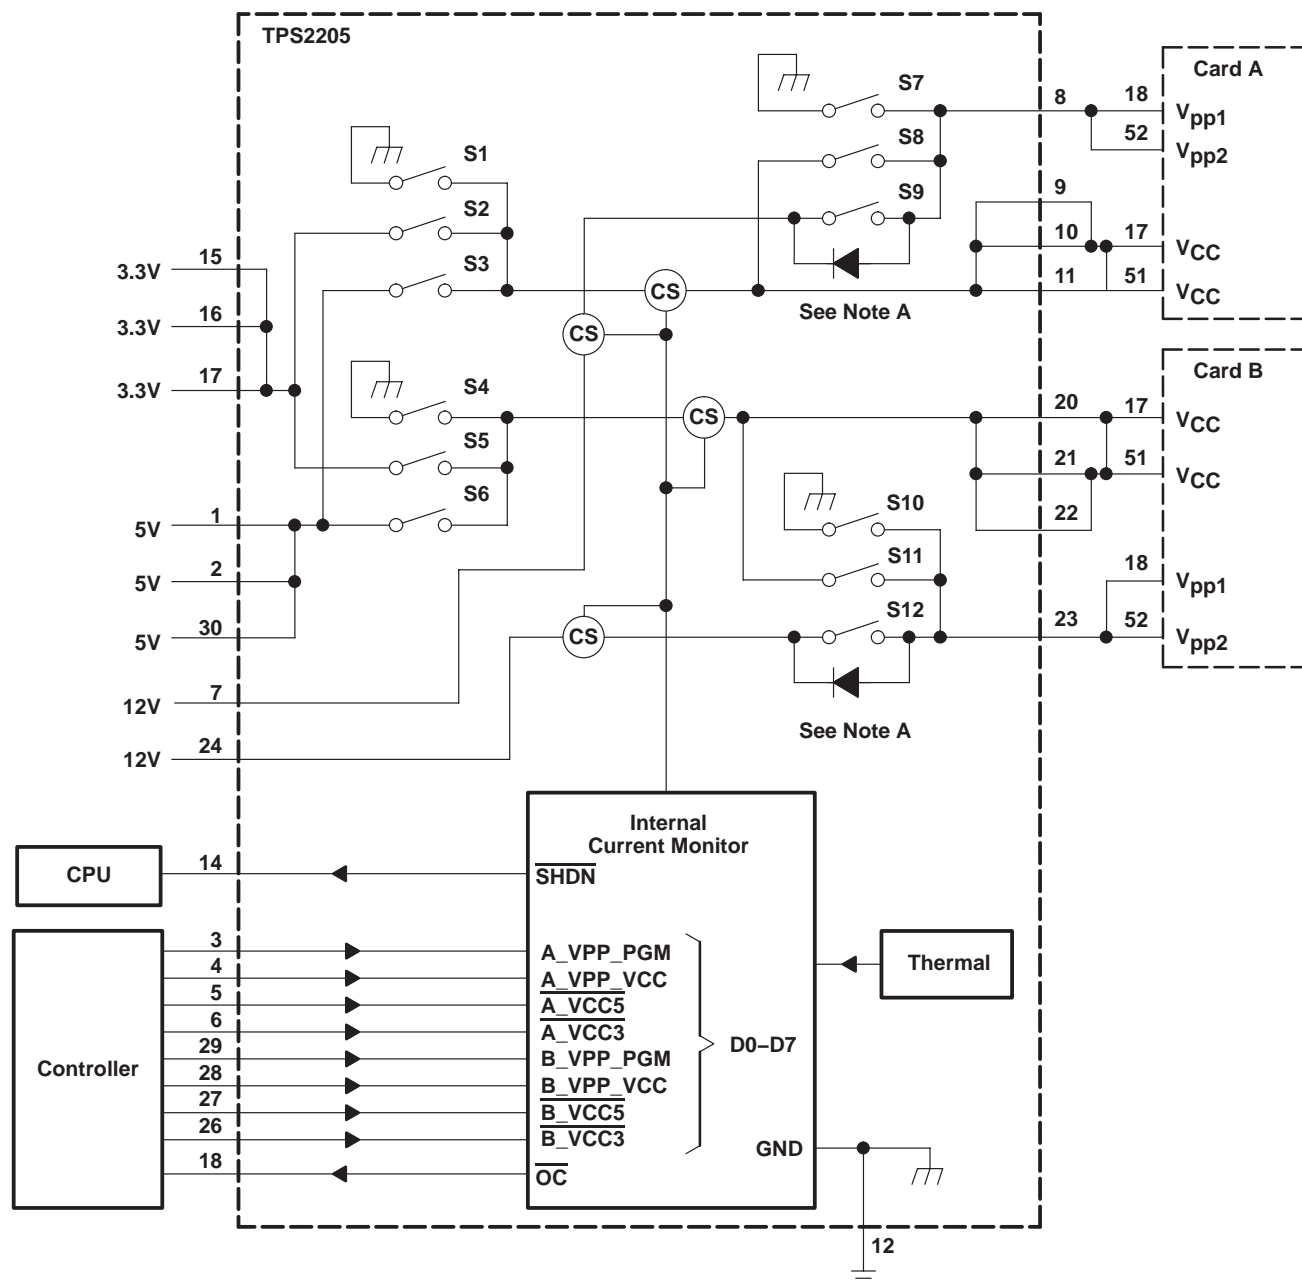 TPS2205
Card A
S7
8
18
Vpp1
52
Vpp2
S8
S1
S9
9
S2
10
17
VCC
S3
CS
11
51
VCC
See Note A
15
3.3V
16
3.3V
CS
17
3.3V
Card B
S4
CS
20
17
VCC
S5
21
51
VCC
S6
22
1
5V
S10
2
5V
S11
18
Vpp1
30
5V
CS
S12
23
52
Vpp2
7
12V
See Note A
24
12V
Internal
Current Monitor
CPU
14
SHDN
3
A_VPP_PGM
4
A_VPP_VCC
5
A_VCC5
6
A_VCC3
29
B_VPP_PGM
28
B_VPP_VCC
27
B_VCC5
26
B_VCC3
18
OC
Controller
D0–D7
Thermal
GND
12